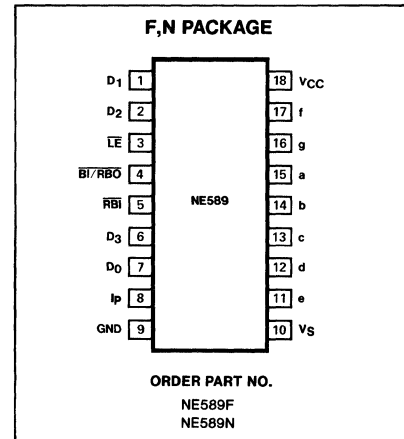 F,N PACKAGE
D1 1 18 VCC
D2 2 17 f
LE 3 16 g
BI/RBO 4 15 a
RBI 5 NE589 14 b
D3 6 13 c
D0 7 12 d
IP 8 11 e
GND 9 10 VS
ORDER PART NO.
NE589F
NE589N